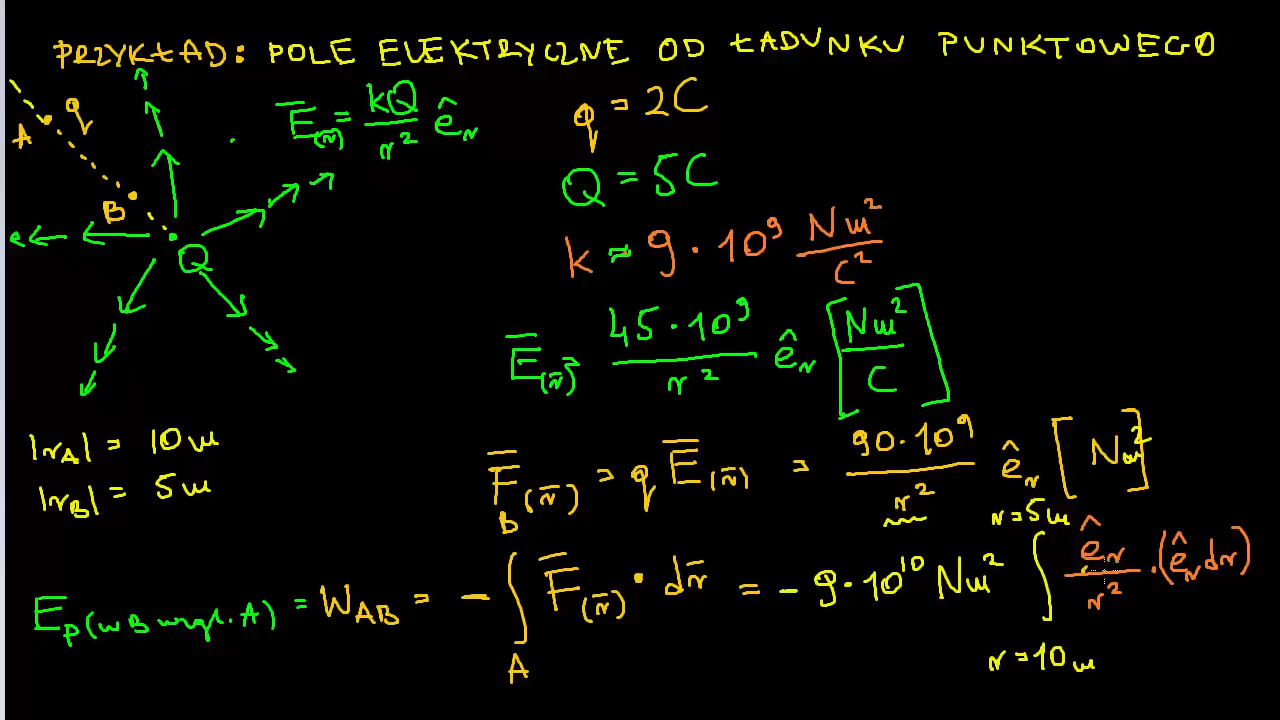 PRZYKŁAD: POLE ELEKTRYCZNE OD ŁADUNKU PUNKTOWEGO
A q
B
Q
E̅(r̅) = kQ/r² ê_r
q = 2C
Q = 5C
k ≈ 9·10⁹ Nm²/C²
E̅(r̅) = 45·10⁹/r² ê_r [Nm²/C]
|r_A| = 10m
|r_B| = 5m
F̅(r̅) = q E̅(r̅) = 90·10⁹/r² ê_r [Nm²]
E_p(w B wzgl. A) = W_AB = - ∫_A^B F̅(r̅) · dr̅ = - 9·10¹⁰ Nm² ∫_{r=10m}^{r=5m} ê_r/r² · (ê_r dr)